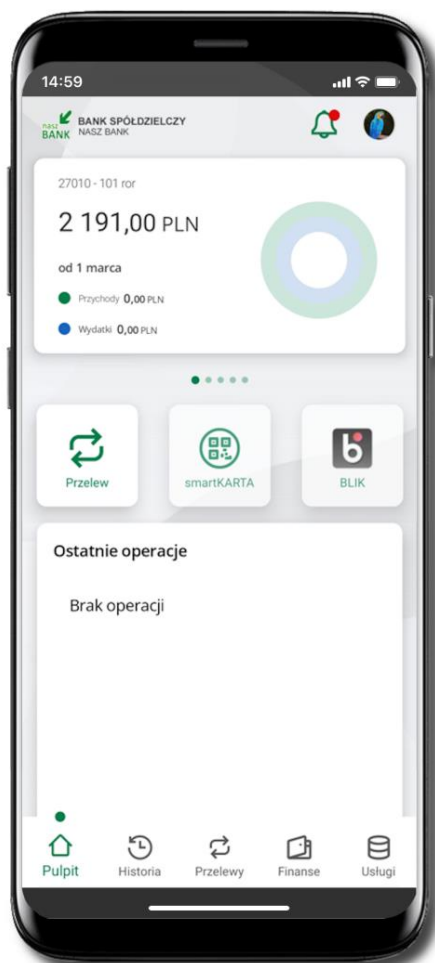 14:59
nasz
BANK
BANK SPÓŁDZIELCZY
NASZ BANK
27010 - 101 ror
2 191,00 PLN
od 1 marca
Przychody 0,00 PLN
Wydatki 0,00 PLN
Przelew
smartKARTA
b
BLIK
Ostatnie operacje
Brak operacji
Pulpit
Historia
Przelewy
Finanse
Usługi